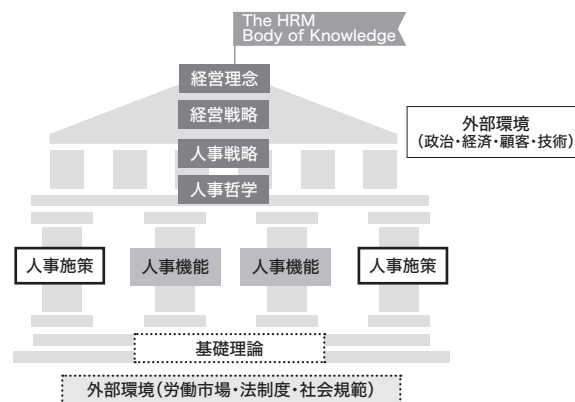 The HRM
Body of Knowledge
経営理念
経営戦略
外部環境
(政治・経済・顧客・技術)
人事戦略
人事哲学
人事施策
人事機能
人事機能
人事施策
基礎理論
外部環境(労働市場・法制度・社会規範)